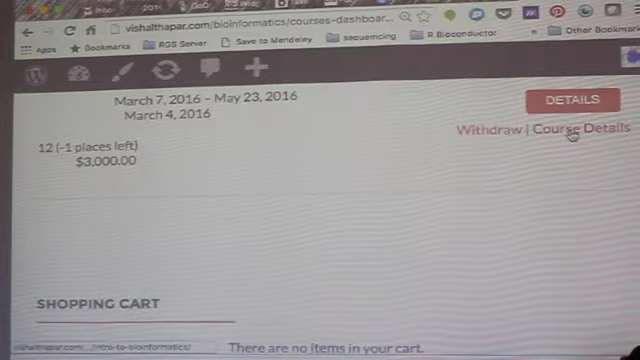 vishalthapar.com/bioinformatics/courses-dashboar...
Apps Bookmarks RGS Server Save to Mendeley sequencing R Bioconductor » Other Bookmar
March 7, 2016 – May 23, 2016
DETAILS
March 4, 2016
Withdraw | Course Details
12 (-1 places left)
$3,000.00
SHOPPING CART
There are no items in your cart.